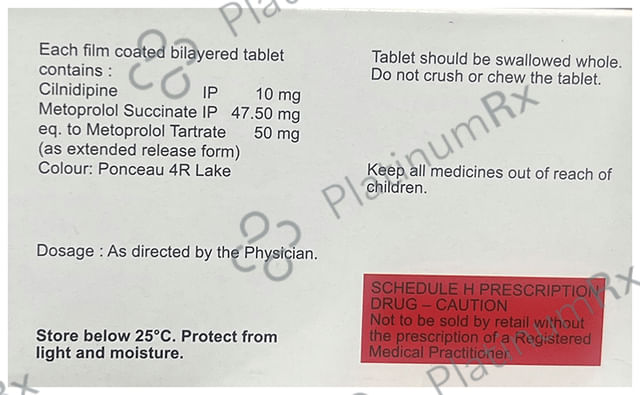 Each film coated bilayered tablet
contains :
Cilnidipine IP 10 mg
Metoprolol Succinate IP 47.50 mg
eq. to Metoprolol Tartrate 50 mg
(as extended release form)
Colour: Ponceau 4R Lake
Dosage : As directed by the Physician.
Store below 25°C. Protect from
light and moisture.
Tablet should be swallowed whole.
Do not crush or chew the tablet.
Keep all medicines out of reach of
children.
SCHEDULE H PRESCRIPTION
DRUG – CAUTION
Not to be sold by retail without
the prescription of a Registered
Medical Practitioner
PlatinumRx
PlatinumRx